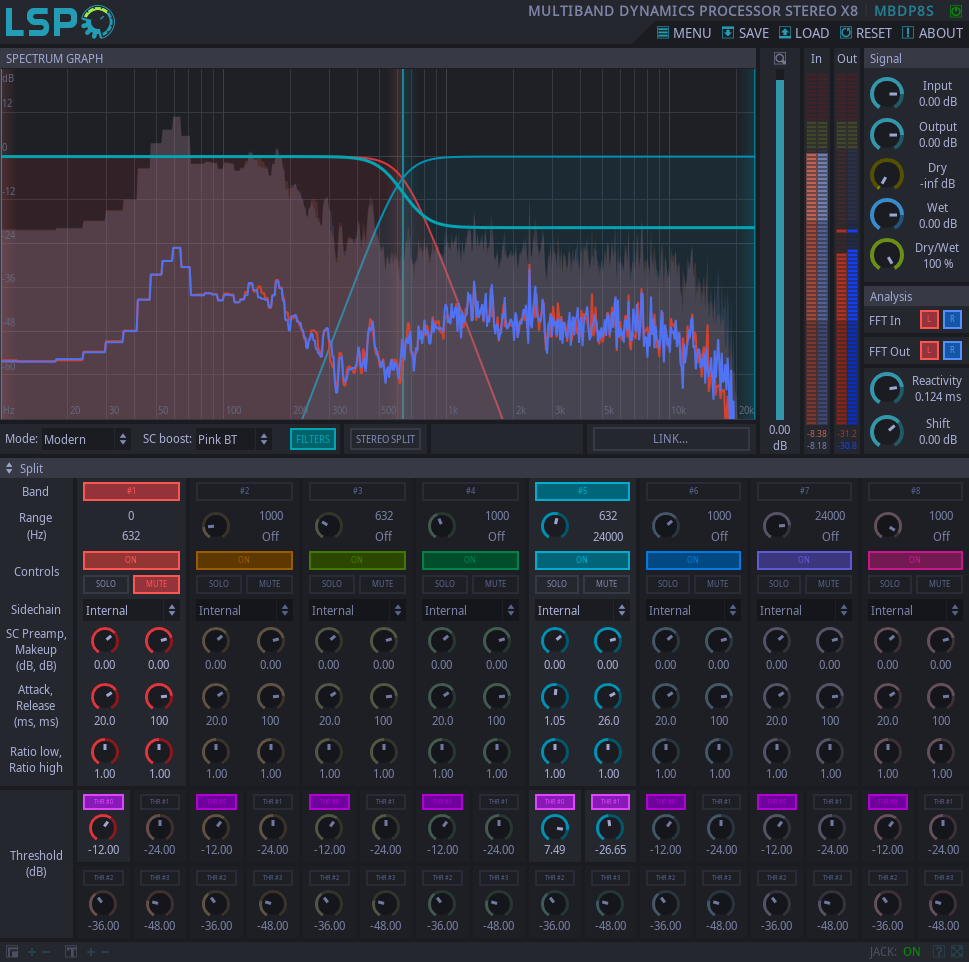 LSP
MULTIBAND DYNAMICS PROCESSOR STEREO X8 MBDP8S
MENU SAVE LOAD RESET ABOUT
SPECTRUM GRAPH
In Out
Signal
dB
12
0
-12
-24
-36
-48
-60
Hz 20 30 40 50 100 200 300 500 1k 2k 3k 5k 10k 20k
0.00
dB
-8.38 -31.2
-8.18 -30.8
Input
0.00 dB
Output
0.00 dB
Dry
-inf dB
Wet
0.00 dB
Dry/Wet
100 %
Analysis
FFT In L R
FFT Out L R
Reactivity
0.124 ms
Shift
0.00 dB
Mode: Modern SC boost: Pink BT FILTERS STEREO SPLIT LINK...
Split
Band #1 #2 #3 #4 #5 #6 #7 #8
Range
(Hz)
0 1000 632 1000 632 1000 24000 1000
632 Off Off Off 24000 Off Off Off
Controls
ON ON ON ON ON ON ON ON
SOLO MUTE SOLO MUTE SOLO MUTE SOLO MUTE SOLO MUTE SOLO MUTE SOLO MUTE SOLO MUTE
Sidechain Internal Internal Internal Internal Internal Internal Internal Internal
SC Preamp,
Makeup
(dB, dB)
0.00 0.00 0.00 0.00 0.00 0.00 0.00 0.00 0.00 0.00 0.00 0.00 0.00 0.00 0.00 0.00
Attack,
Release
(ms, ms)
20.0 100 20.0 100 20.0 100 20.0 100 1.05 26.0 20.0 100 20.0 100 20.0 100
Ratio low,
Ratio high
1.00 1.00 1.00 1.00 1.00 1.00 1.00 1.00 1.00 1.00 1.00 1.00 1.00 1.00 1.00 1.00
THR #0 THR #1 THR #0 THR #1 THR #0 THR #1 THR #0 THR #1 THR #0 THR #1 THR #0 THR #1 THR #0 THR #1 THR #0 THR #1
-12.00 -24.00 -12.00 -24.00 -12.00 -24.00 -12.00 -24.00 7.49 -26.65 -12.00 -24.00 -12.00 -24.00 -12.00 -24.00
Threshold
(dB)
THR #2 THR #3 THR #2 THR #3 THR #2 THR #3 THR #2 THR #3 THR #2 THR #3 THR #2 THR #3 THR #2 THR #3 THR #2 THR #3
-36.00 -48.00 -36.00 -48.00 -36.00 -48.00 -36.00 -48.00 -36.00 -48.00 -36.00 -48.00 -36.00 -48.00 -36.00 -48.00
JACK: ON